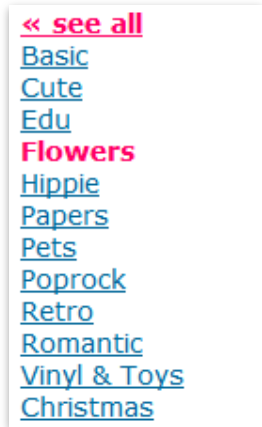 « see all
Basic
Cute
Edu
Flowers
Hippie
Papers
Pets
Poprock
Retro
Romantic
Vinyl & Toys
Christmas